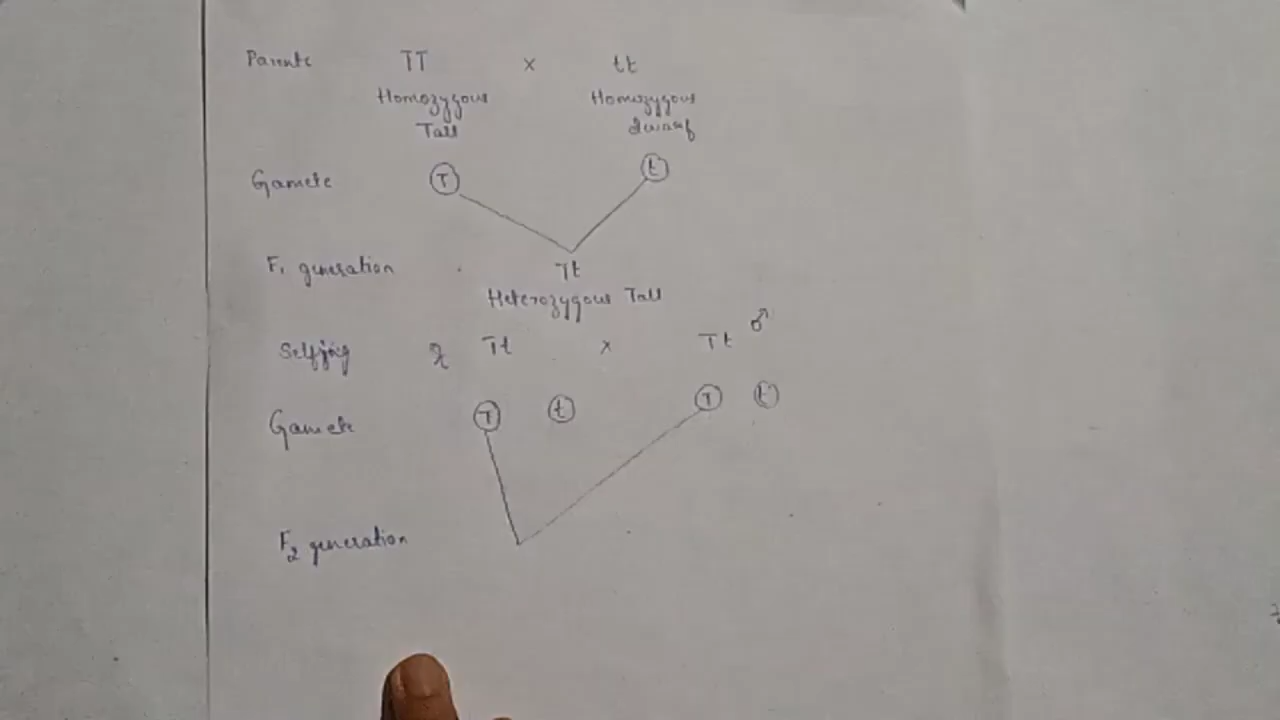 Parents TT x tt
Homozygous Homozygous
Tall dwarf
Gamete T t
F1 generation Tt
Heterozygous Tall
Selfing ♀ Tt x Tt ♂
Gamete T t T t
F2 generation